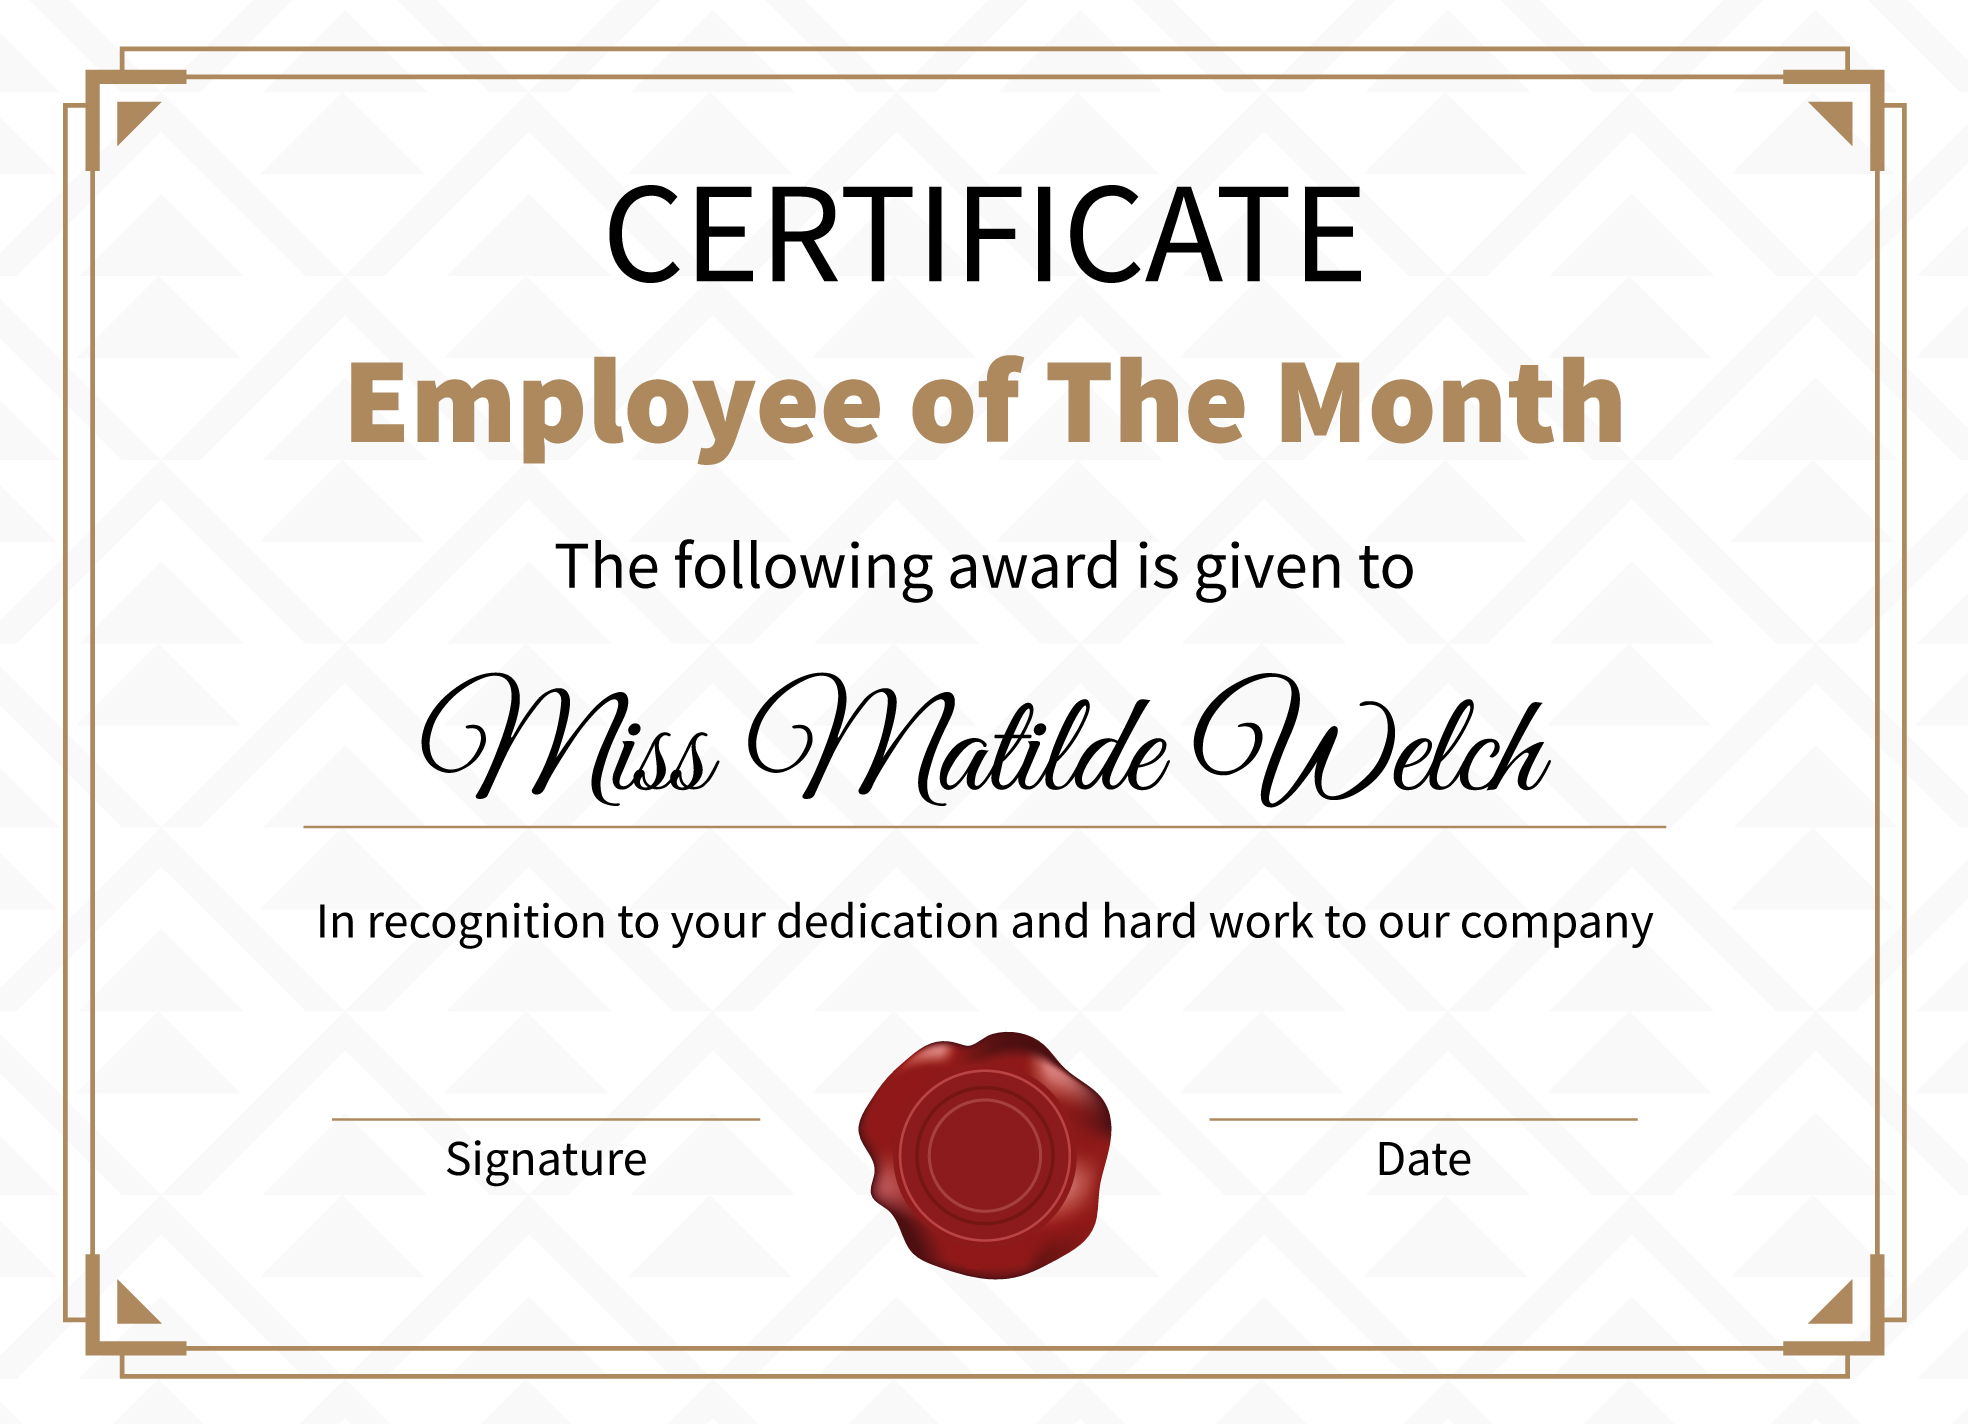 CERTIFICATE
Employee of The Month
The following award is given to
Miss Matilde Welch
In recognition to your dedication and hard work to our company
Signature
Date